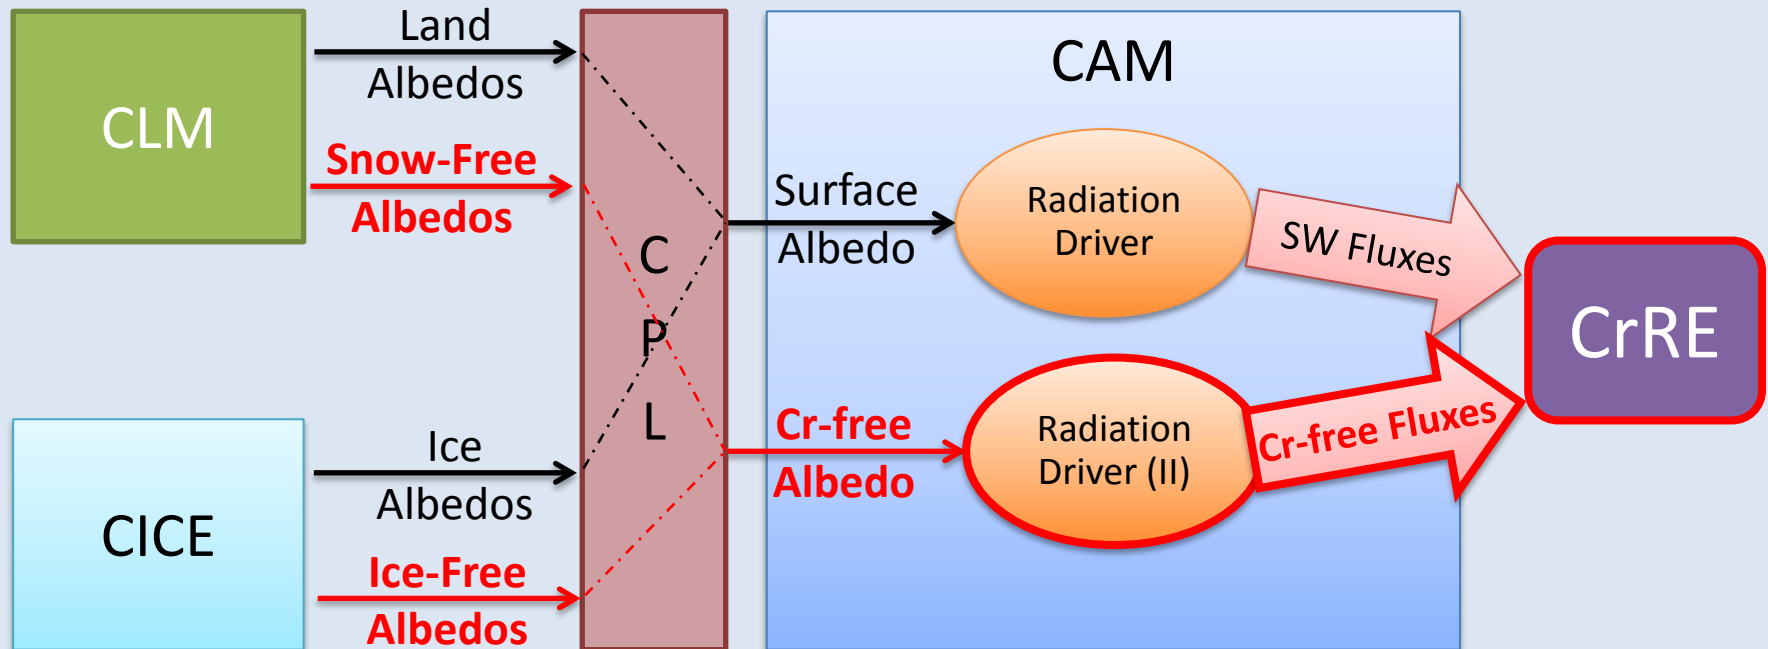 CLM
Land
Albedos
Snow-Free
Albedos
CICE
Ice
Albedos
Ice-Free
Albedos
C
P
L
CAM
Surface
Albedo
Radiation
Driver
SW Fluxes
Cr-free
Albedo
Radiation
Driver (II)
Cr-free Fluxes
CrRE